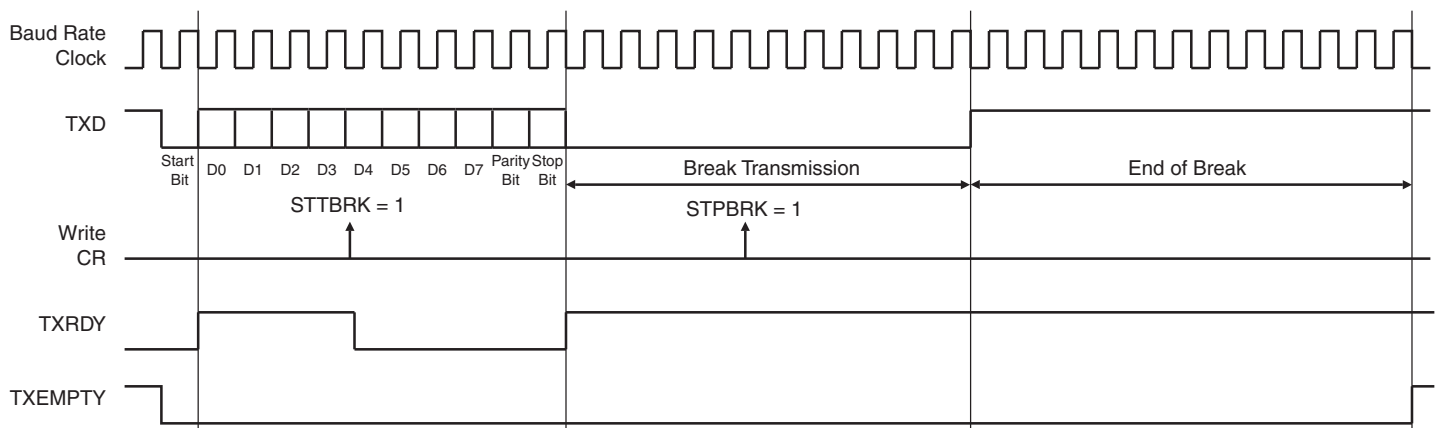 Baud Rate
Clock
TXD
Start
Bit
D0
D1
D2
D3
D4
D5
D6
D7
Parity
Bit
Stop
Bit
Break Transmission
End of Break
STTBRK = 1
STPBRK = 1
Write
CR
TXRDY
TXEMPTY